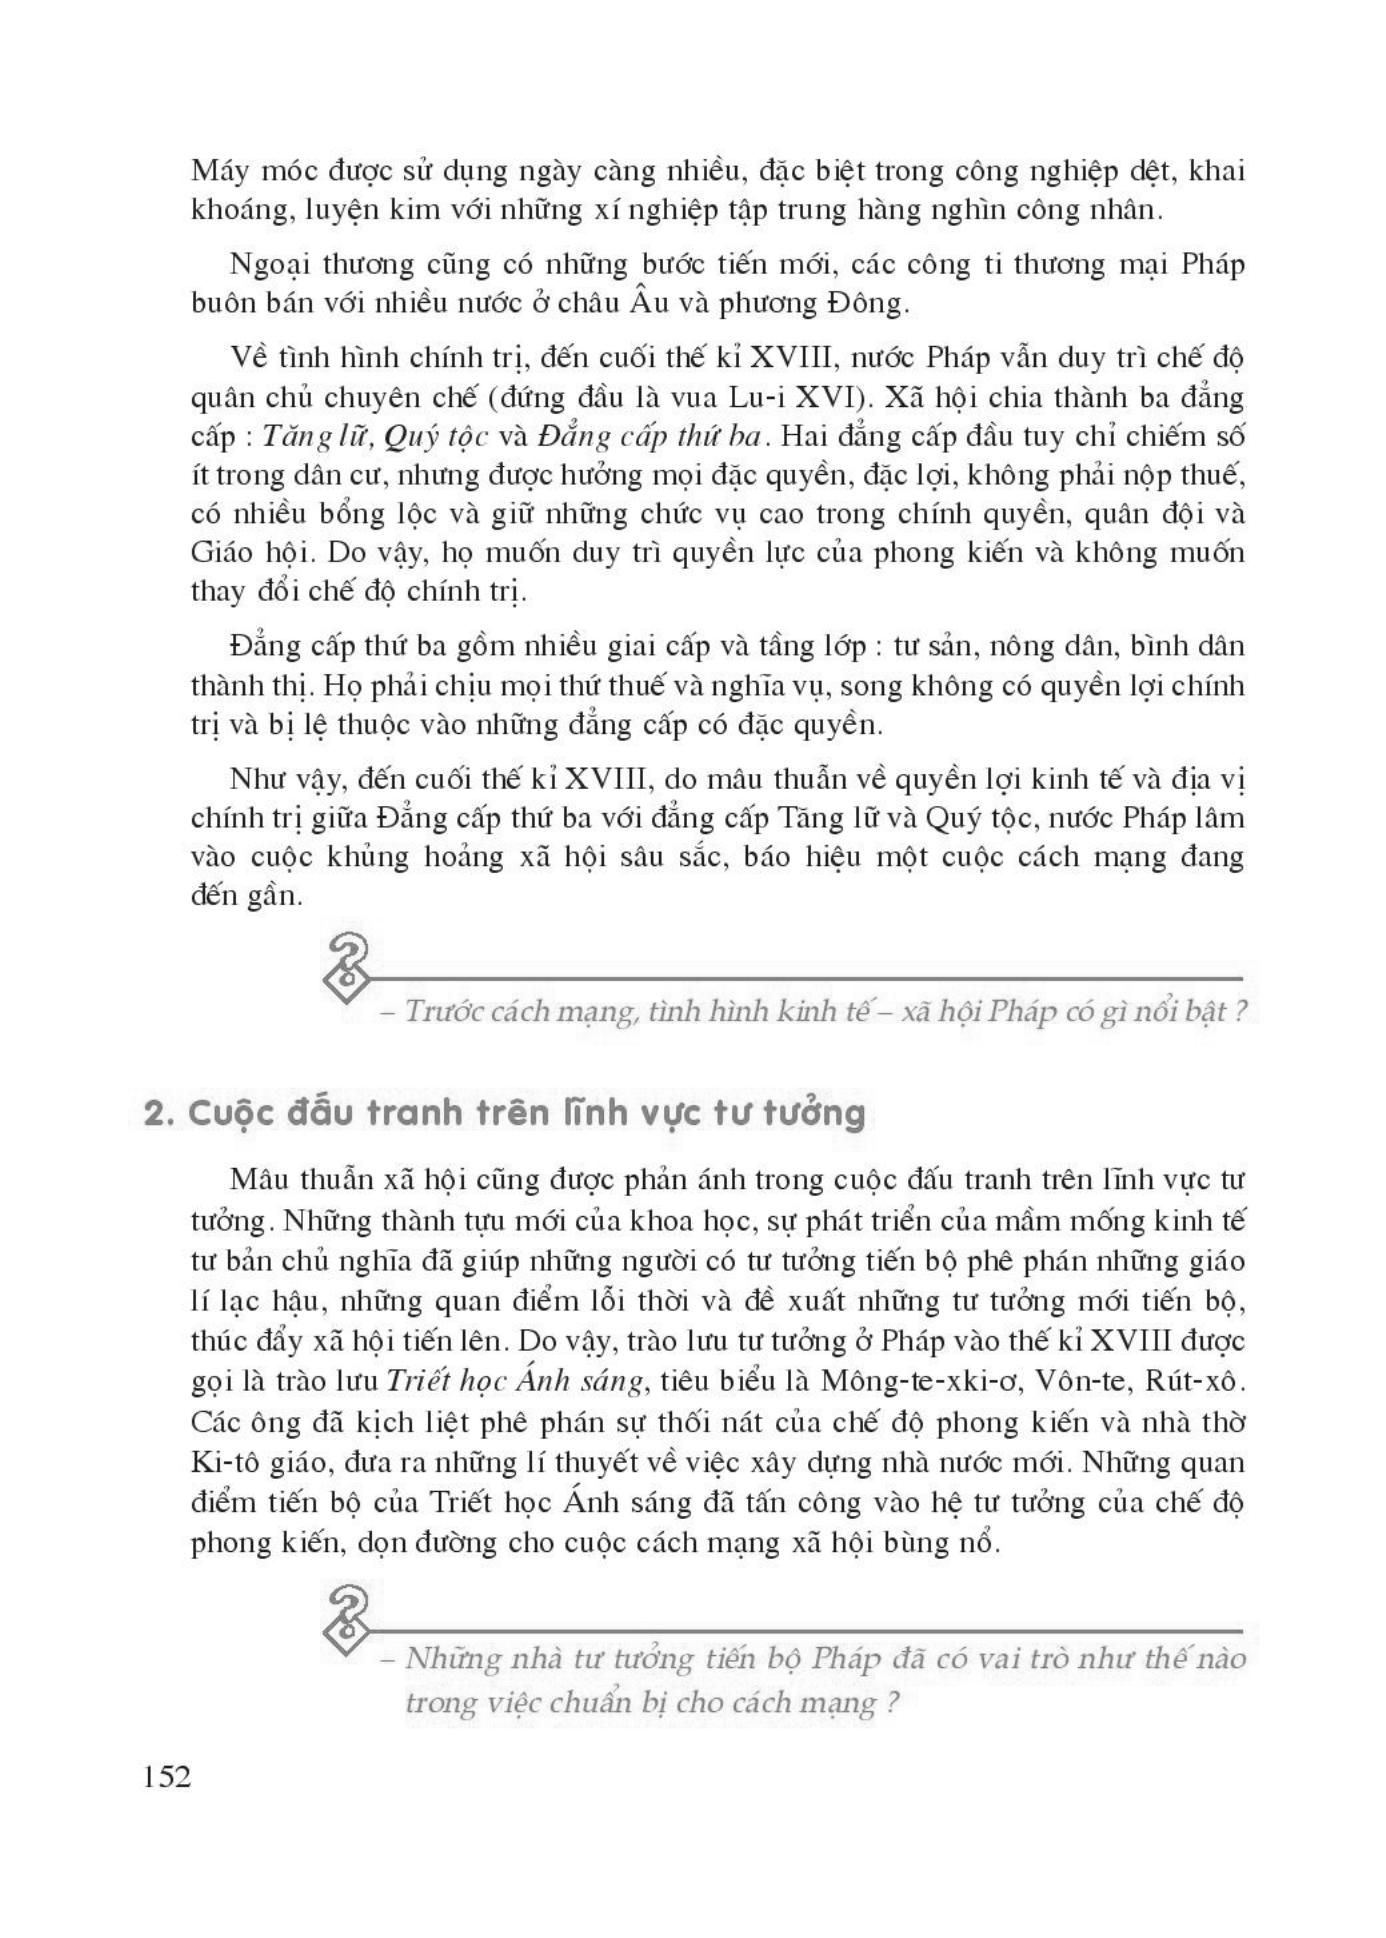 Máy móc được sử dụng ngày càng nhiều, đặc biệt trong công nghiệp dệt, khai
khoáng, luyện kim với những xí nghiệp tập trung hàng nghìn công nhân.
Ngoại thương cũng có những bước tiến mới, các công ti thương mại Pháp
buôn bán với nhiều nước ở châu Âu và phương Đông.
Về tình hình chính trị, đến cuối thế kỉ XVIII, nước Pháp vẫn duy trì chế độ
quân chủ chuyên chế (đứng đầu là vua Lu-i XVI). Xã hội chia thành ba đẳng
cấp : Tăng lữ, Quý tộc và Đẳng cấp thứ ba. Hai đẳng cấp đầu tuy chỉ chiếm số
ít trong dân cư, nhưng được hưởng mọi đặc quyền, đặc lợi, không phải nộp thuế,
có nhiều bổng lộc và giữ những chức vụ cao trong chính quyền, quân đội và
Giáo hội. Do vậy, họ muốn duy trì quyền lực của phong kiến và không muốn
thay đổi chế độ chính trị.
Đẳng cấp thứ ba gồm nhiều giai cấp và tầng lớp : tư sản, nông dân, bình dân
thành thị. Họ phải chịu mọi thứ thuế và nghĩa vụ, song không có quyền lợi chính
trị và bị lệ thuộc vào những đẳng cấp có đặc quyền.
Như vậy, đến cuối thế kỉ XVIII, do mâu thuẫn về quyền lợi kinh tế và địa vị
chính trị giữa Đẳng cấp thứ ba với đẳng cấp Tăng lữ và Quý tộc, nước Pháp lâm
vào cuộc khủng hoảng xã hội sâu sắc, báo hiệu một cuộc cách mạng đang
đến gần.
– Trước cách mạng, tình hình kinh tế – xã hội Pháp có gì nổi bật ?
2. Cuộc đấu tranh trên lĩnh vực tư tưởng
Mâu thuẫn xã hội cũng được phản ánh trong cuộc đấu tranh trên lĩnh vực tư
tưởng. Những thành tựu mới của khoa học, sự phát triển của mầm mống kinh tế
tư bản chủ nghĩa đã giúp những người có tư tưởng tiến bộ phê phán những giáo
lí lạc hậu, những quan điểm lỗi thời và đề xuất những tư tưởng mới tiến bộ,
thúc đẩy xã hội tiến lên. Do vậy, trào lưu tư tưởng ở Pháp vào thế kỉ XVIII được
gọi là trào lưu Triết học Ánh sáng, tiêu biểu là Mông-te-xki-ơ, Vôn-te, Rút-xô.
Các ông đã kịch liệt phê phán sự thối nát của chế độ phong kiến và nhà thờ
Ki-tô giáo, đưa ra những lí thuyết về việc xây dựng nhà nước mới. Những quan
điểm tiến bộ của Triết học Ánh sáng đã tấn công vào hệ tư tưởng của chế độ
phong kiến, dọn đường cho cuộc cách mạng xã hội bùng nổ.
– Những nhà tư tưởng tiến bộ Pháp đã có vai trò như thế nào
trong việc chuẩn bị cho cách mạng ?
152